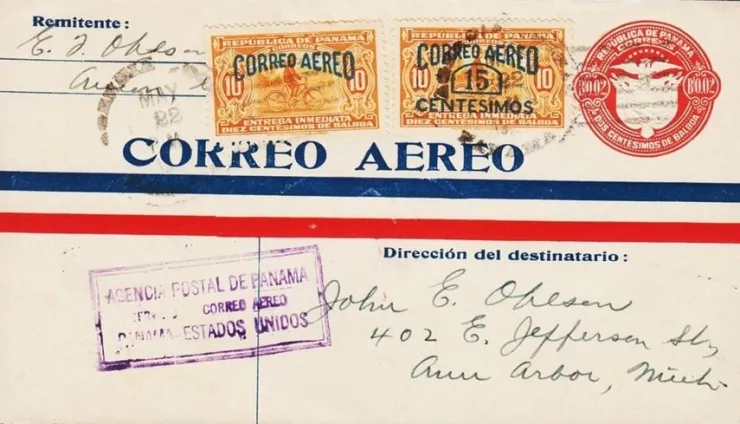 Remitente:
E. J. Ohlsen
REPUBLICA DE PANAMA
CORREOS
CORREO AEREO
10 10
ENTREGA INMEDIATA
DIEZ CENTESIMOS DE BALBOA
REPUBLICA DE PANAMA
CORREOS
CORREO AEREO
10 15 10
CENTESIMOS
ENTREGA INMEDIATA
DIEZ CENTESIMOS DE BALBOA
REPUBLICA DE PANAMA
CORREOS
B0.02 B0.02
DOS CENTESIMOS DE BALBOA
MAY
22
CORREO AEREO
Dirección del destinatario:
AGENCIA POSTAL DE PANAMA
CORREO AEREO
PANAMA-ESTADOS UNIDOS
John E. Ohlsen
402 E. Jefferson St,
Ann Arbor, Mich.